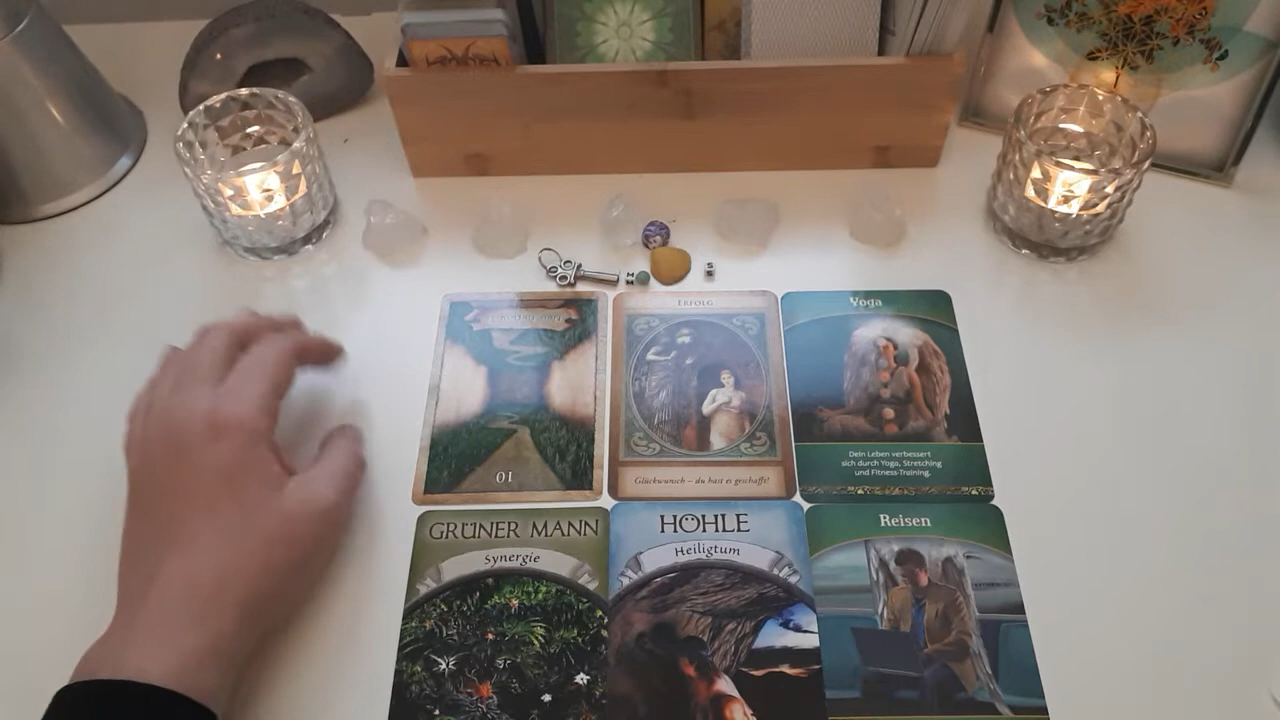 ERFOLG
Yoga
01
Glückwunsch – du hast es geschafft!
Dein Leben verbessert
sich durch Yoga, Stretching
und Fitness-Training.
GRÜNER MANN
Synergie
HÖHLE
Heiligtum
Reisen